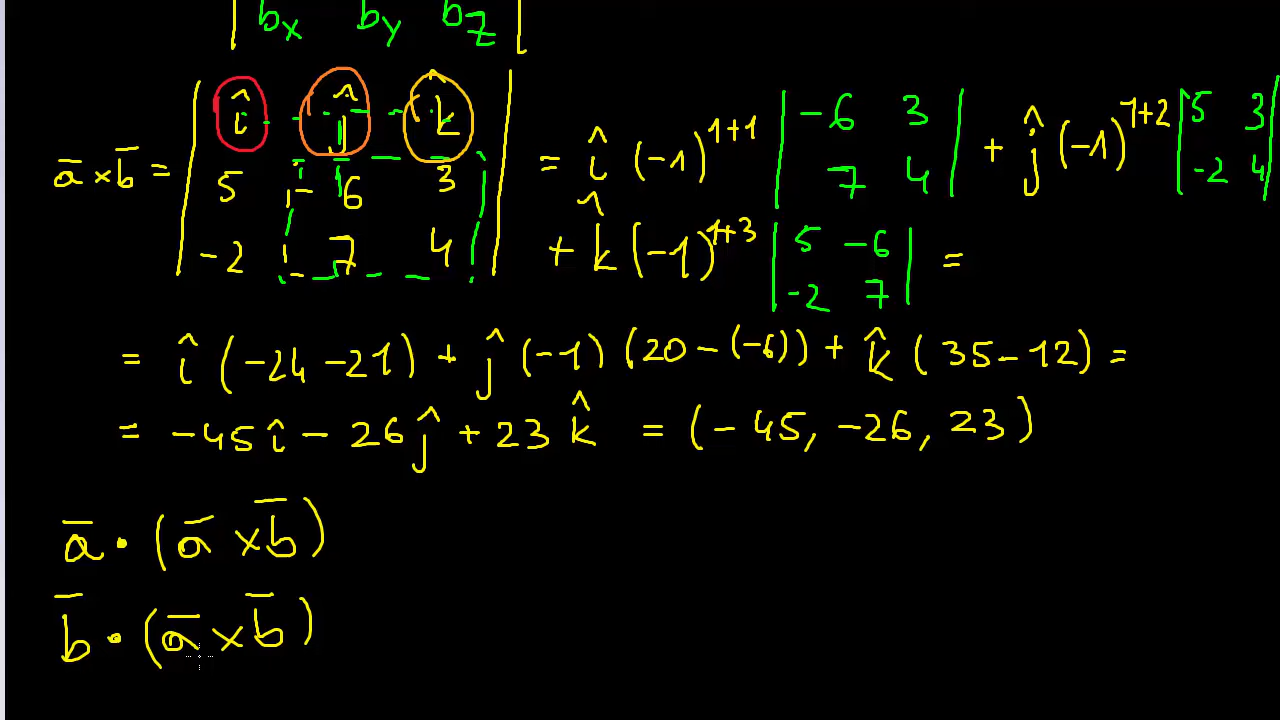 bx by bz
a̅ × b̅ = | î ĵ k̂ | = î (-1)^(1+1) | -6 3 | + ĵ (-1)^(1+2) | 5 3 |
5 -6 3 7 4 -2 4
-2 7 4 + k̂ (-1)^(1+3) | 5 -6 | =
-2 7
= î (-24 - 21) + ĵ (-1) (20 - (-6)) + k̂ (35 - 12) =
= -45 î - 26 ĵ + 23 k̂ = (-45, -26, 23)
a̅ · (a̅ × b̅)
b̅ · (a̅ × b̅)